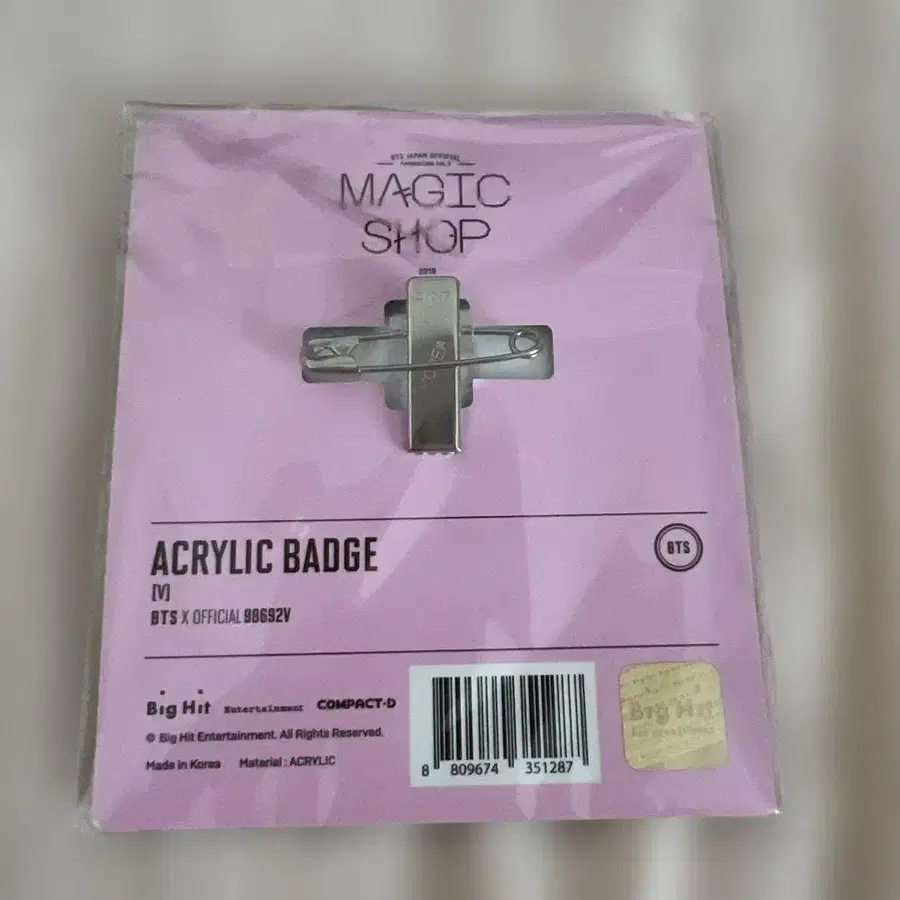 BTS JAPAN OFFICIAL
FANMEETING VOL.5
MAGIC
SHOP
2019
ACRYLIC BADGE
[V]
BTS X OFFICIAL 98692V
BTS
Big Hit Entertainment COMPACT-D
© Big Hit Entertainment. All Rights Reserved.
Made in Korea Material : ACRYLIC
8 809674 351287
Big Hit
Entertainment